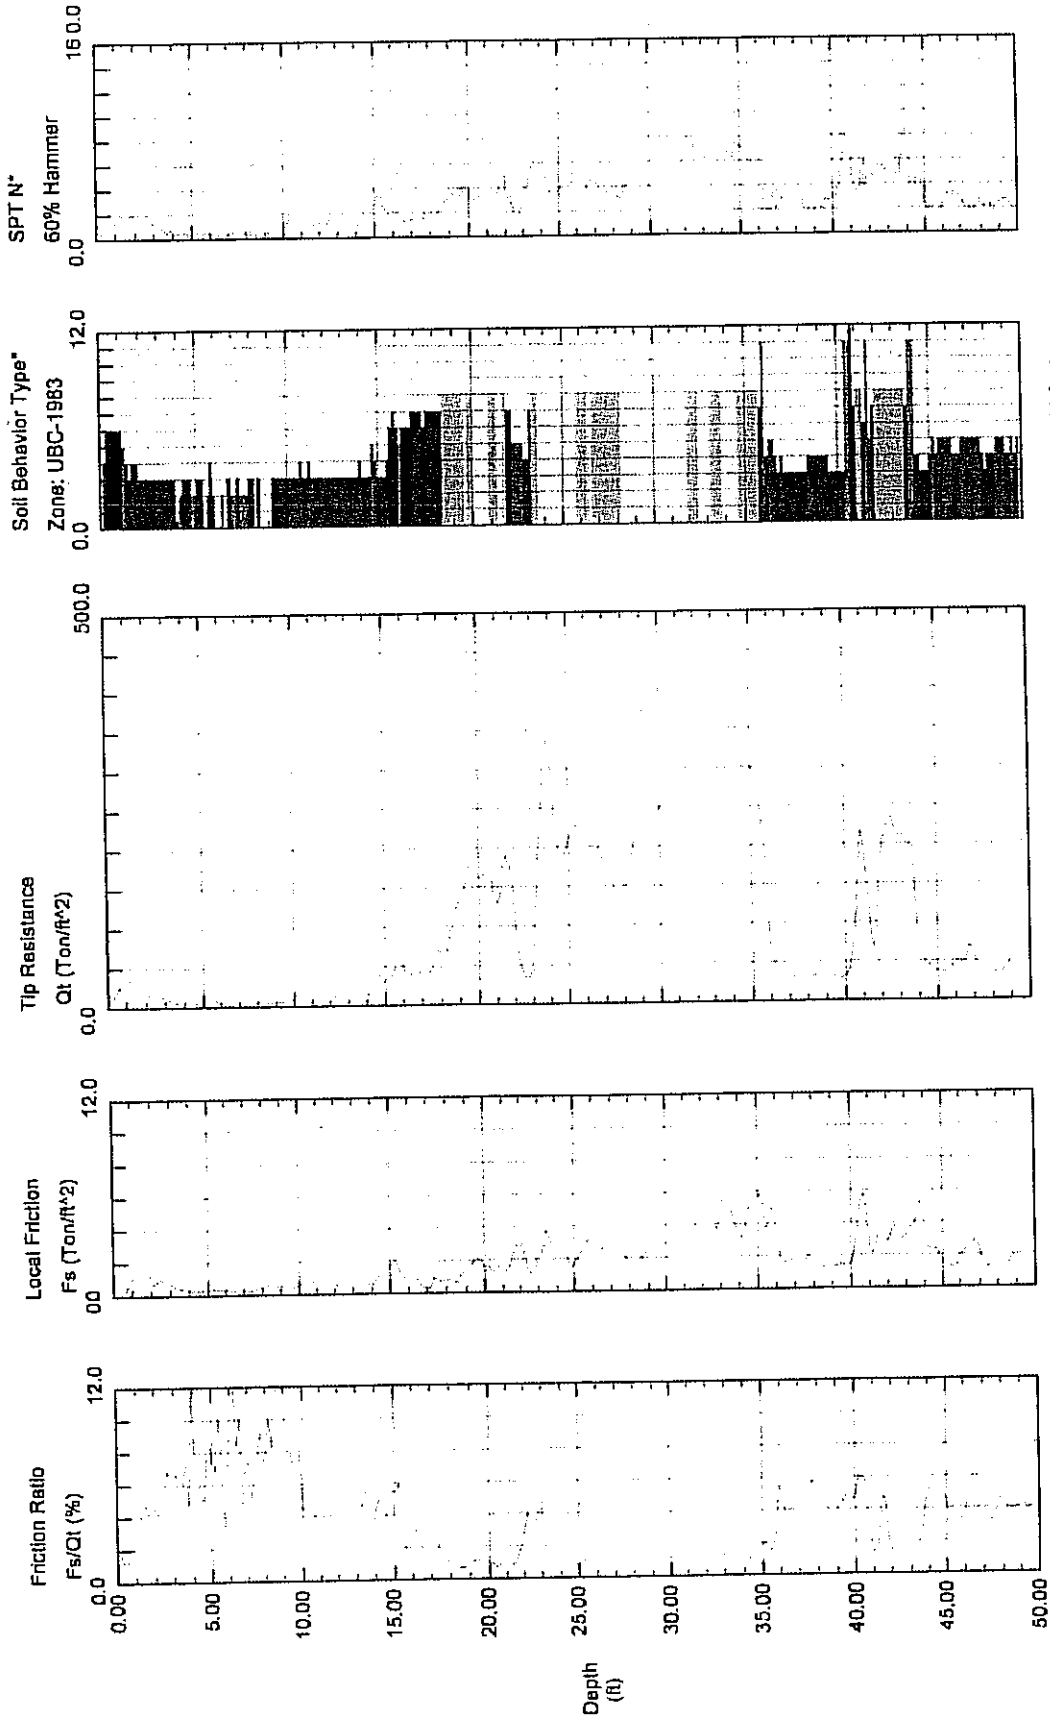 Friction Ratio
Fs/Qt (%)
0.0
12.0
Local Friction
Fs (Ton/ft^2)
00
12.0
Tip Resistance
Qt (Ton/ft^2)
0.0
500.0
Soil Behavior Type*
Zone: UBC-1983
0.0
12.0
SPT N*
60% Hammer
0.0
16 0.0
Depth
(ft)
0.00
5.00
10.00
15.00
20.00
25.00
30.00
35.00
40.00
45.00
50.00